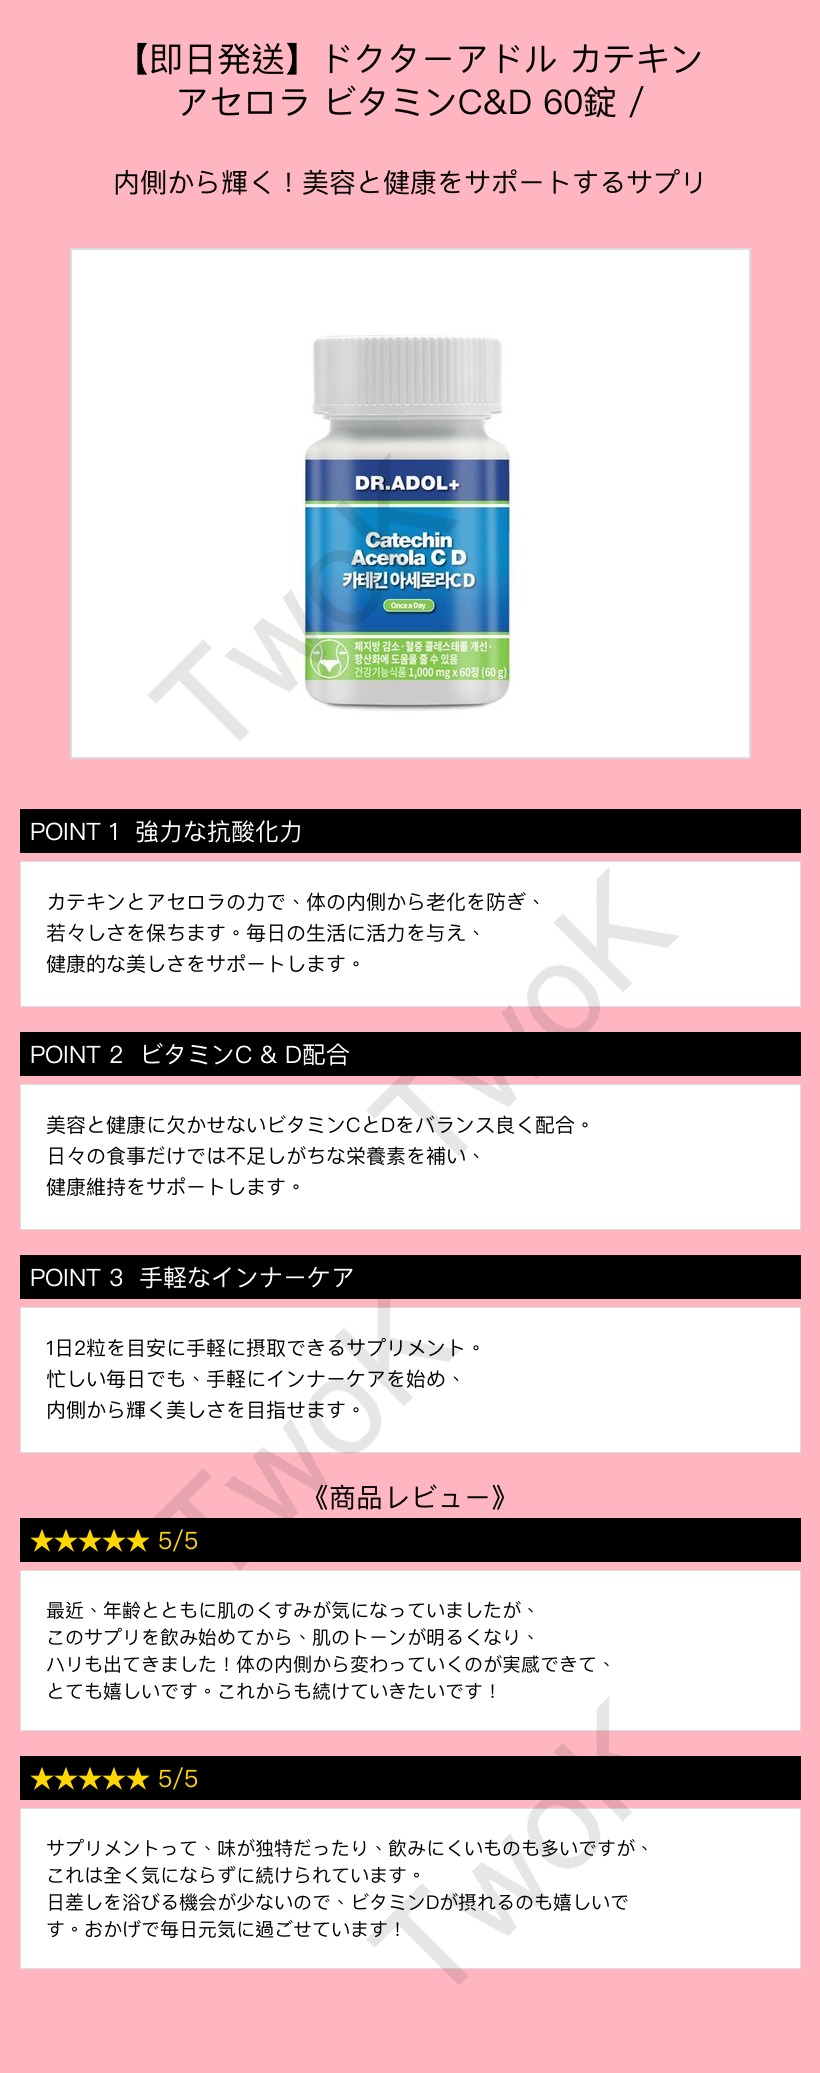 【即日発送】ドクターアドル カテキン
アセロラ ビタミンC&D 60錠 /
内側から輝く！美容と健康をサポートするサプリ
DR.ADOL+
Catechin
Acerola C D
카테킨 아세로라C D
Once a Day
체지방 감소·혈중 콜레스테롤 개선·
항산화에 도움을 줄 수 있음
건강기능식품 1,000 mg x 60정 (60 g)
TwoK
POINT 1 強力な抗酸化力
カテキンとアセロラの力で、体の内側から老化を防ぎ、
若々しさを保ちます。毎日の生活に活力を与え、
健康的な美しさをサポートします。
TwoK
POINT 2 ビタミンC & D配合
美容と健康に欠かせないビタミンCとDをバランス良く配合。
日々の食事だけでは不足しがちな栄養素を補い、
健康維持をサポートします。
POINT 3 手軽なインナーケア
1日2粒を目安に手軽に摂取できるサプリメント。
忙しい毎日でも、手軽にインナーケアを始め、
内側から輝く美しさを目指せます。
TwoK
《商品レビュー》
★★★★★ 5/5
最近、年齢とともに肌のくすみが気になっていましたが、
このサプリを飲み始めてから、肌のトーンが明るくなり、
ハリも出てきました！体の内側から変わっていくのが実感できて、
とても嬉しいです。これからも続けていきたいです！
★★★★★ 5/5
サプリメントって、味が独特だったり、飲みにくいものも多いですが、
これは全く気にならずに続けられています。
日差しを浴びる機会が少ないので、ビタミンDが摂れるのも嬉しいで
す。おかげで毎日元気に過ごせています！
TwoK